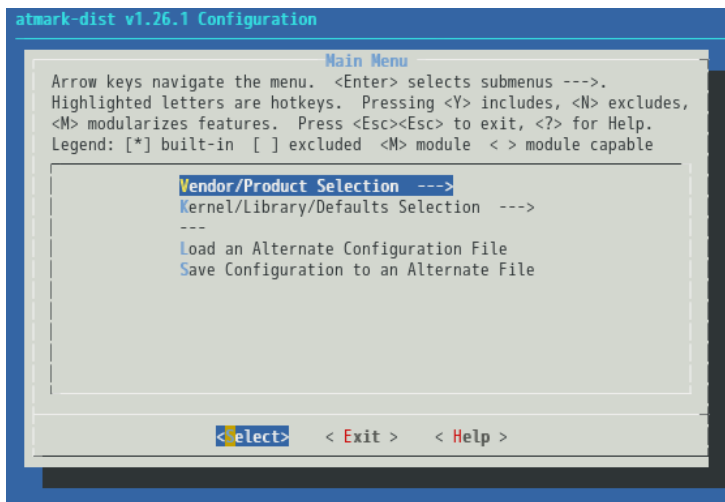 atmark-dist v1.26.1 Configuration
Main Menu
Arrow keys navigate the menu.  <Enter> selects submenus --->.
Highlighted letters are hotkeys.  Pressing <Y> includes, <N> excludes,
<M> modularizes features.  Press <Esc><Esc> to exit, <?> for Help.
Legend: [*] built-in  [ ] excluded  <M> module  < > module capable
Vendor/Product Selection  --->
Kernel/Library/Defaults Selection  --->
---
Load an Alternate Configuration File
Save Configuration to an Alternate File
<Select>    < Exit >    < Help >